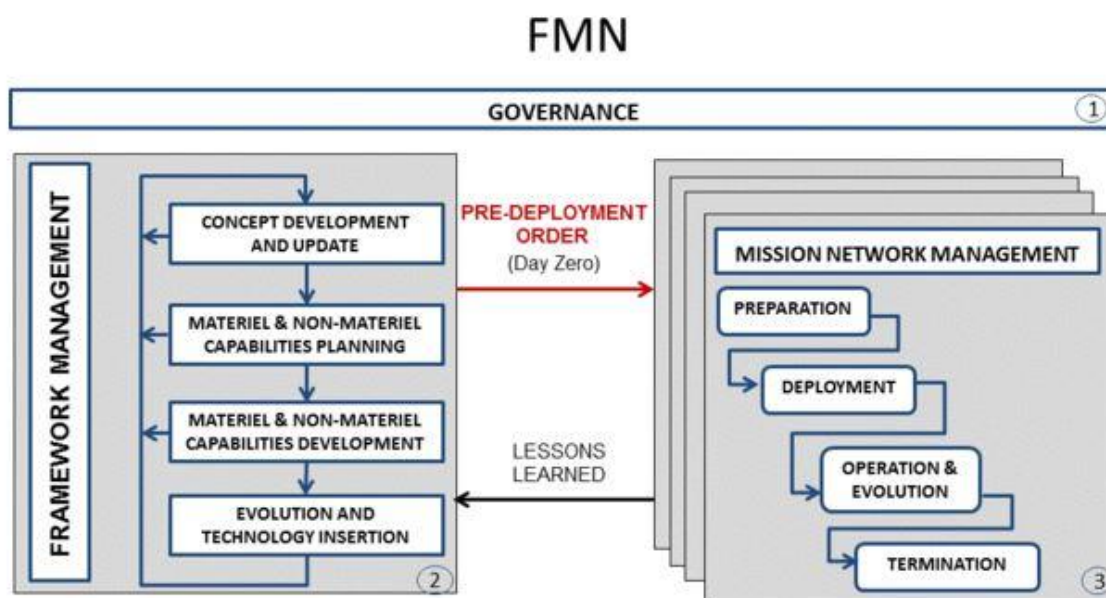 FMN
GOVERNANCE
1
FRAMEWORK MANAGEMENT
CONCEPT DEVELOPMENT
AND UPDATE
MATERIEL & NON-MATERIEL
CAPABILITIES PLANNING
MATERIEL & NON-MATERIEL
CAPABILITIES DEVELOPMENT
EVOLUTION AND
TECHNOLOGY INSERTION
2
PRE-DEPLOYMENT
ORDER
(Day Zero)
LESSONS
LEARNED
MISSION NETWORK MANAGEMENT
PREPARATION
DEPLOYMENT
OPERATION &
EVOLUTION
TERMINATION
3